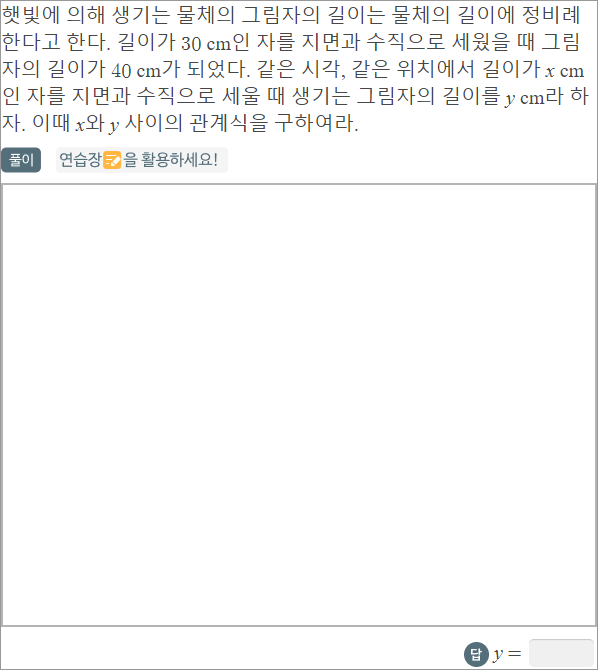 햇빛에 의해 생기는 물체의 그림자의 길이는 물체의 길이에 정비례
한다고 한다. 길이가 30 cm인 자를 지면과 수직으로 세웠을 때 그림
자의 길이가 40 cm가 되었다. 같은 시각, 같은 위치에서 길이가 x cm
인 자를 지면과 수직으로 세울 때 생기는 그림자의 길이를 y cm라 하
자. 이때 x와 y 사이의 관계식을 구하여라.
풀이 연습장을 활용하세요!
답 y =